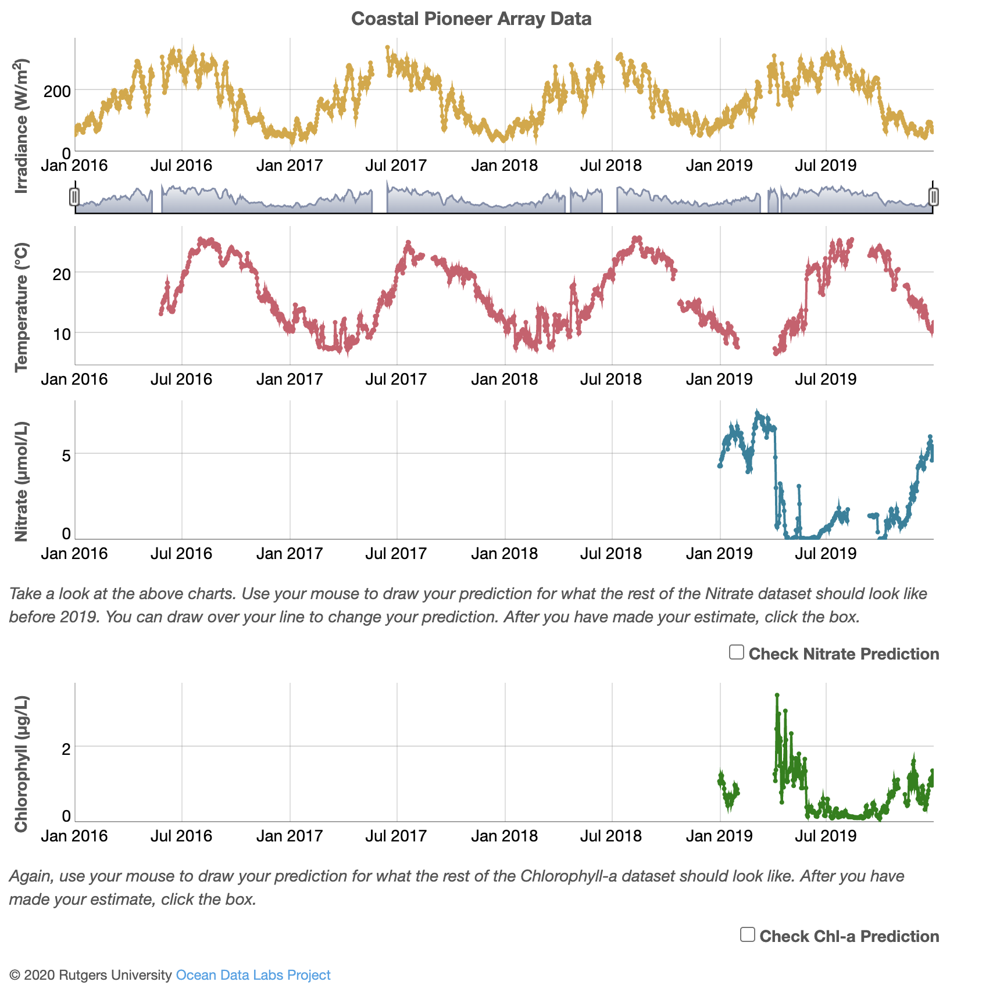 Coastal Pioneer Array Data
Irradiance (W/m²)
200
0
Jan 2016 Jul 2016 Jan 2017 Jul 2017 Jan 2018 Jul 2018 Jan 2019 Jul 2019
Temperature (°C)
20
10
Jan 2016 Jul 2016 Jan 2017 Jul 2017 Jan 2018 Jul 2018 Jan 2019 Jul 2019
Nitrate (µmol/L)
5
0
Jan 2016 Jul 2016 Jan 2017 Jul 2017 Jan 2018 Jul 2018 Jan 2019 Jul 2019
Take a look at the above charts. Use your mouse to draw your prediction for what the rest of the Nitrate dataset should look like
before 2019. You can draw over your line to change your prediction. After you have made your estimate, click the box.
Check Nitrate Prediction
Chlorophyll (µg/L)
2
0
Jan 2016 Jul 2016 Jan 2017 Jul 2017 Jan 2018 Jul 2018 Jan 2019 Jul 2019
Again, use your mouse to draw your prediction for what the rest of the Chlorophyll-a dataset should look like. After you have
made your estimate, click the box.
Check Chl-a Prediction
© 2020 Rutgers University Ocean Data Labs Project